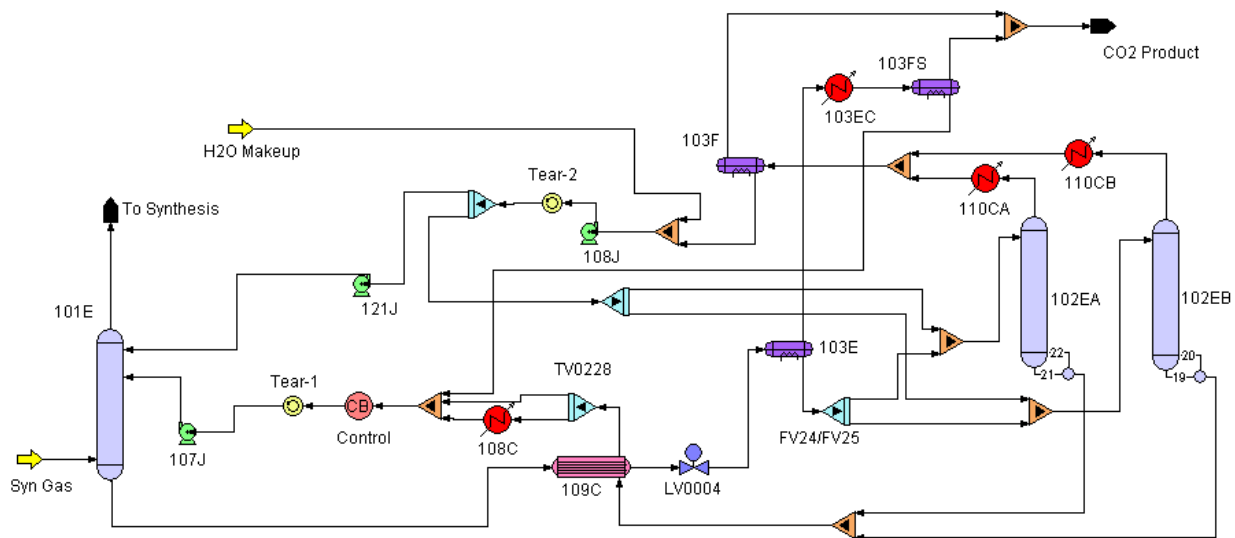 CO2 Product
103FS
103EC
H2O Makeup
103F
110CB
Tear-2
110CA
To Synthesis
108J
101E
121J
102EA
102EB
103E
22
20
TV0228
21
19
Tear-1
CB
Control
107J
108C
FV24/FV25
Syn Gas
109C
LV0004